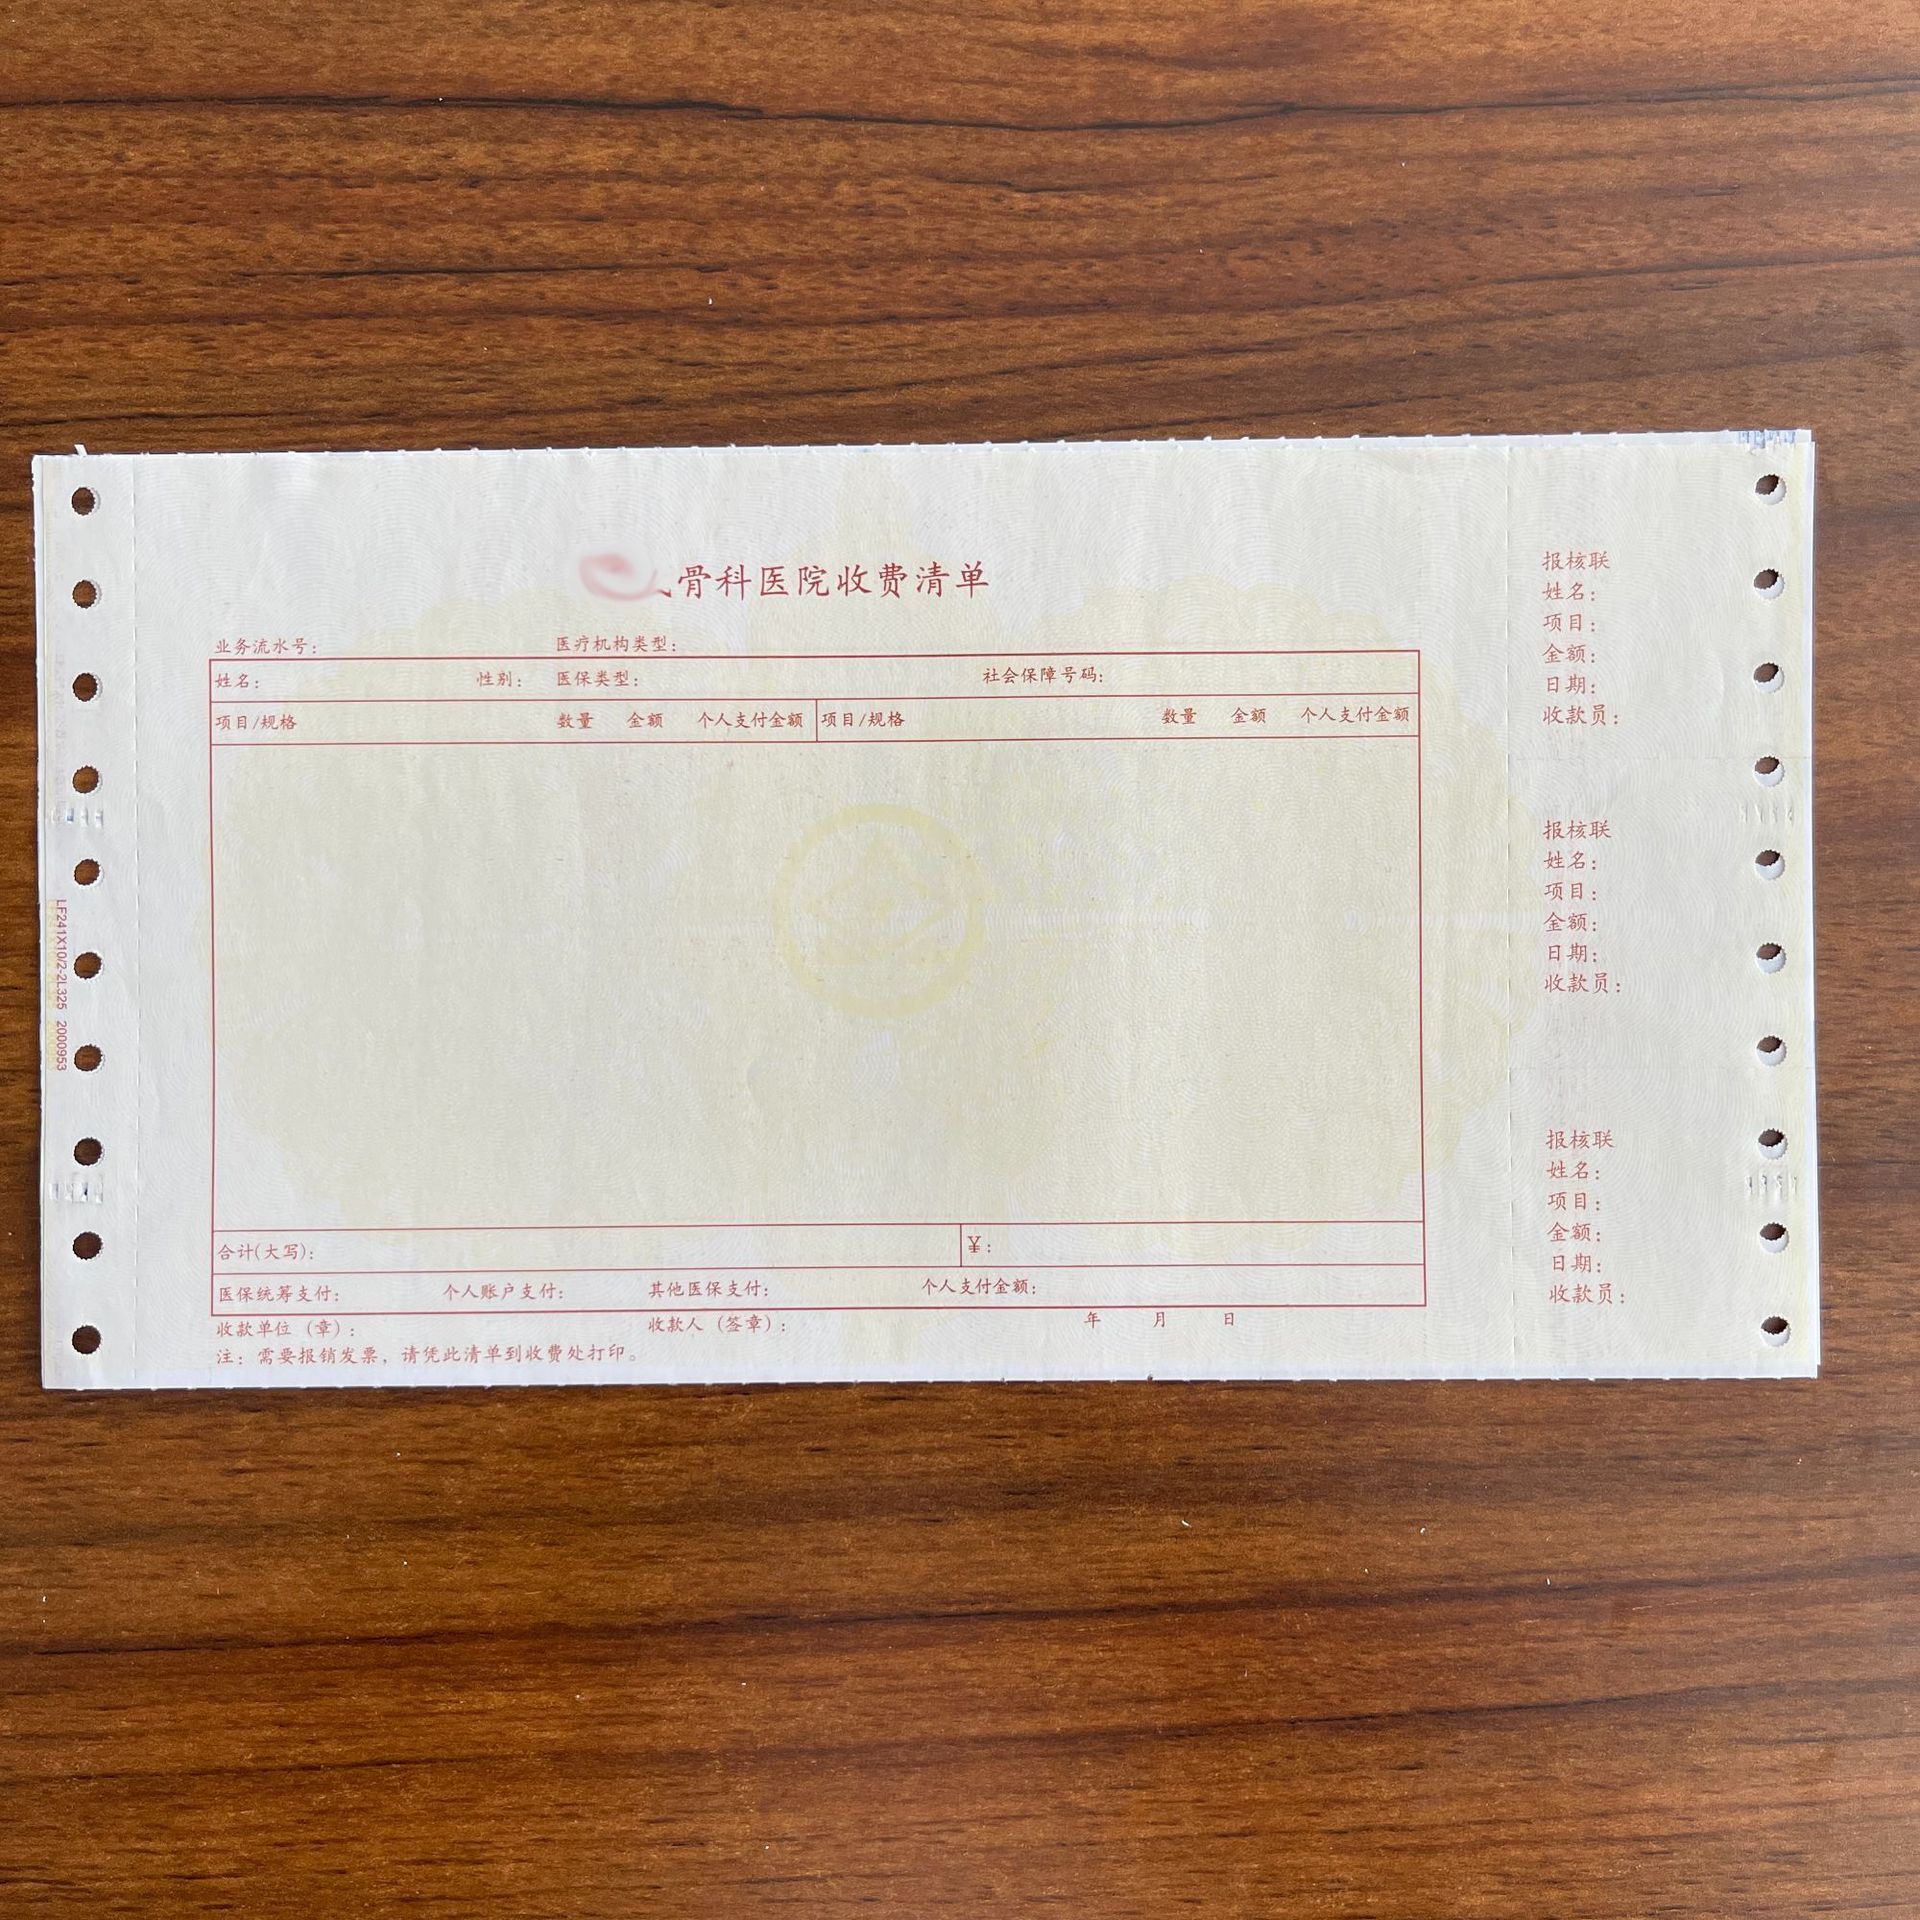 骨科医院收费清单
业务流水号： 医疗机构类型：
姓名： 性别： 医保类型： 社会保障号码：
项目/规格 数量 金额 个人支付金额 项目/规格 数量 金额 个人支付金额
合计(大写)： ¥：
医保统筹支付： 个人账户支付： 其他医保支付： 个人支付金额：
收款单位（章）： 收款人（签章）： 年 月 日
注：需要报销发票，请凭此清单到收费处打印。
报核联
姓名：
项目：
金额：
日期：
收款员：
报核联
姓名：
项目：
金额：
日期：
收款员：
报核联
姓名：
项目：
金额：
日期：
收款员：
LF241X10/2-2L325 2000953